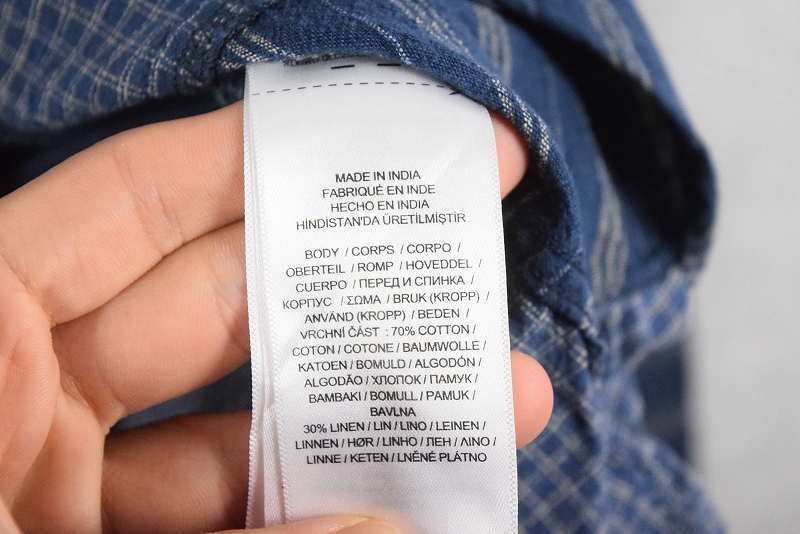 MADE IN INDIA
FABRIQUÉ EN INDE
HECHO EN INDIA
HİNDİSTAN'DA ÜRETİLMİŞTİR
BODY / CORPS / CORPO /
OBERTEIL / ROMP / HOVEDDEL /
CUERPO / ПЕРЕД И СПИНКА /
КОРПУС / ΣΩΜΑ / BRUK (KROPP) /
ANVÄND (KROPP) / BEDEN /
VRCHNÍ ČÁST : 70% COTTON /
COTON / COTONE / BAUMWOLLE /
KATOEN / BOMULD / ALGODÓN /
ALGODÃO / ХЛОПОК / ПАМУК /
BAMBAKI / BOMULL / PAMUK /
BAVLNA
30% LINEN / LIN / LINO / LEINEN /
LINNEN / HØR / LINHO / ЛЕН / ΛΙΝΟ /
LINNE / KETEN / LNĚNÉ PLÁTNO